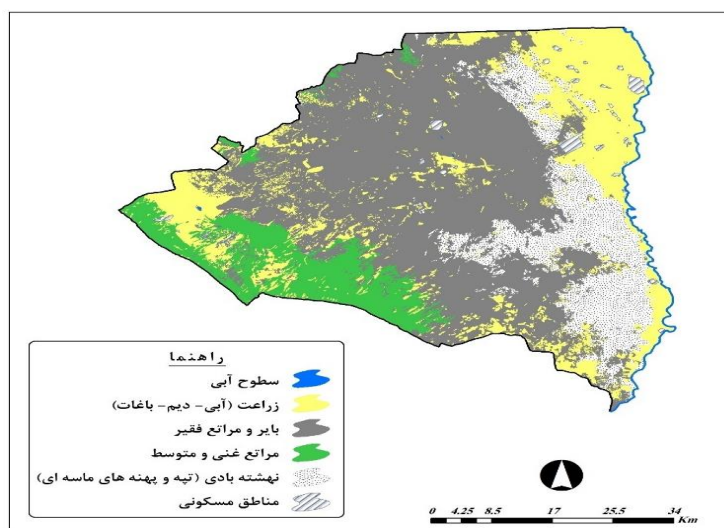 راهنما
سطوح آبی
زراعت (آبی- دیم- باغات)
بایر و مراتع فقیر
مراتع غنی و متوسط
نهشته بادی (تپه و پهنه های ماسه ای)
مناطق مسکونی
0 4.25 8.5 17 25.5 34
Km